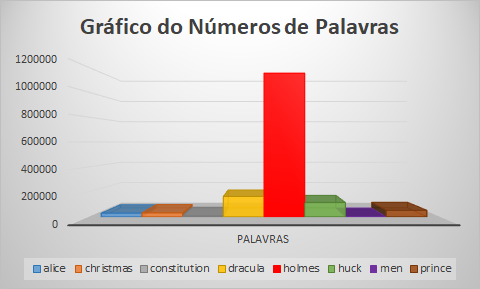 Gráfico do Números de Palavras
1200000
1000000
800000
600000
400000
200000
0
PALAVRAS
alice christmas constitution dracula holmes huck men prince